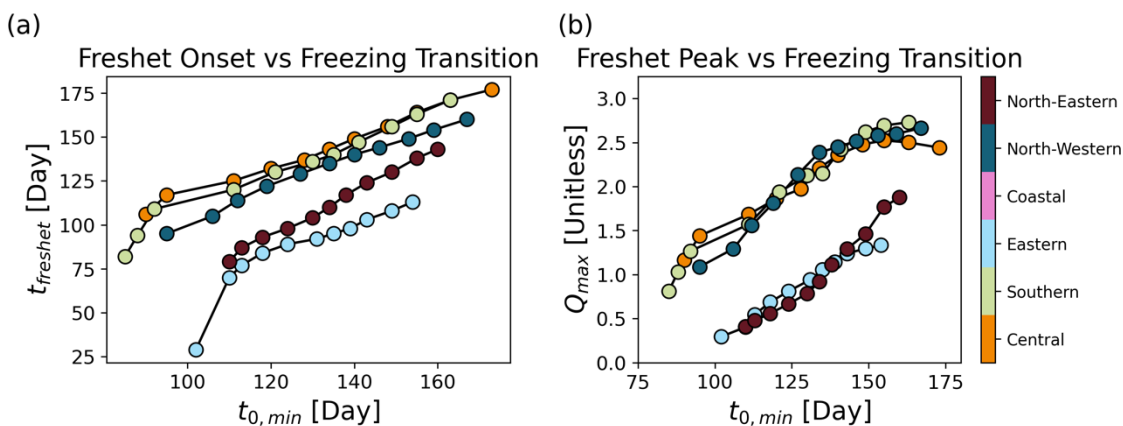 (a)
Freshet Onset vs Freezing Transition
175
150
125
100
75
50
25
t_freshet [Day]
100
120
140
160
t_0, min [Day]
(b)
Freshet Peak vs Freezing Transition
3.0
2.5
2.0
1.5
1.0
0.5
0.0
Q_max [Unitless]
75
100
125
150
175
t_0, min [Day]
North-Eastern
North-Western
Coastal
Eastern
Southern
Central